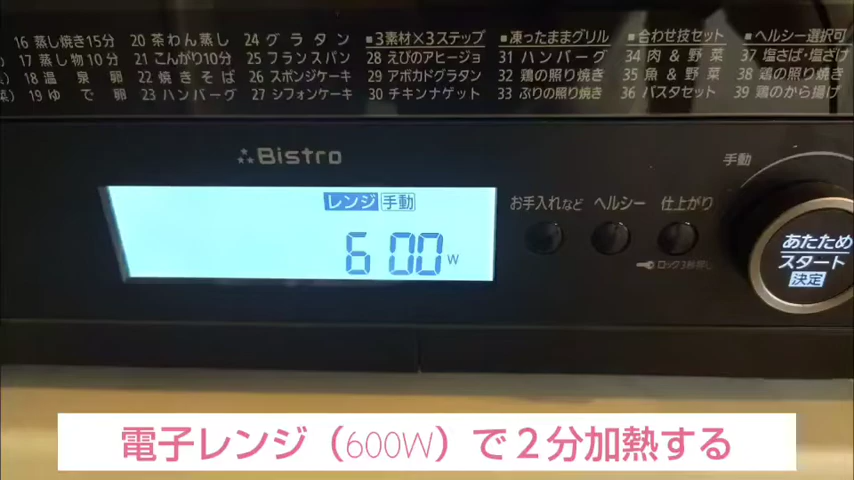 16 蒸し焼き15分 20 茶わん蒸し 24 グラタン ■3素材×3ステップ ■凍ったままグリル ■合わせ技セット ■ヘルシー選択可
17 蒸し物10分 21 こんがり10分 25 フランスパン 28 えびのアヒージョ 31 ハンバーグ 34 肉&野菜 37 塩さば・塩ざけ
18 温泉卵 22 焼きそば 26 スポンジケーキ 29 アボカドグラタン 32 鶏の照り焼き 35 魚&野菜 38 鶏の照り焼き
19 ゆで卵 23 ハンバーグ 27 シフォンケーキ 30 チキンナゲット 33 ぶりの照り焼き 36 パスタセット 39 鶏のから揚げ
Bistro
手動
レンジ 手動
お手入れなど ヘルシー 仕上がり
600W
ロック3秒押し
あたため
スタート
決定
電子レンジ（600W）で２分加熱する